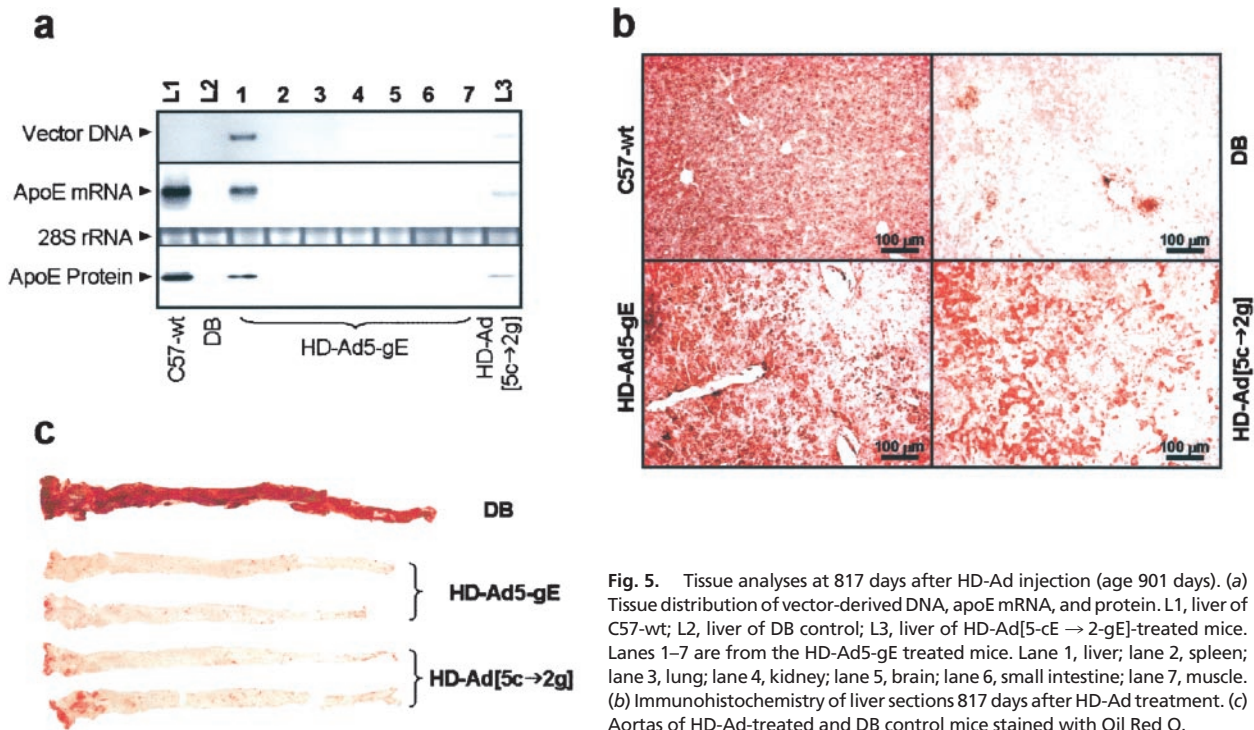 a
L1 L2 1 2 3 4 5 6 7 L3
Vector DNA
ApoE mRNA
28S rRNA
ApoE Protein
C57-wt
DB
HD-Ad5-gE
HD-Ad
[5c→2g]
b
C57-wt
100 μm
100 μm
DB
HD-Ad5-gE
100 μm
100 μm
HD-Ad[5c→2g]
c
DB
HD-Ad5-gE
HD-Ad[5c→2g]
Fig. 5. Tissue analyses at 817 days after HD-Ad injection (age 901 days). (a)
Tissue distribution of vector-derived DNA, apoE mRNA, and protein. L1, liver of
C57-wt; L2, liver of DB control; L3, liver of HD-Ad[5-cE → 2-gE]-treated mice.
Lanes 1–7 are from the HD-Ad5-gE treated mice. Lane 1, liver; lane 2, spleen;
lane 3, lung; lane 4, kidney; lane 5, brain; lane 6, small intestine; lane 7, muscle.
(b) Immunohistochemistry of liver sections 817 days after HD-Ad treatment. (c)
Aortas of HD-Ad-treated and DB control mice stained with Oil Red O.